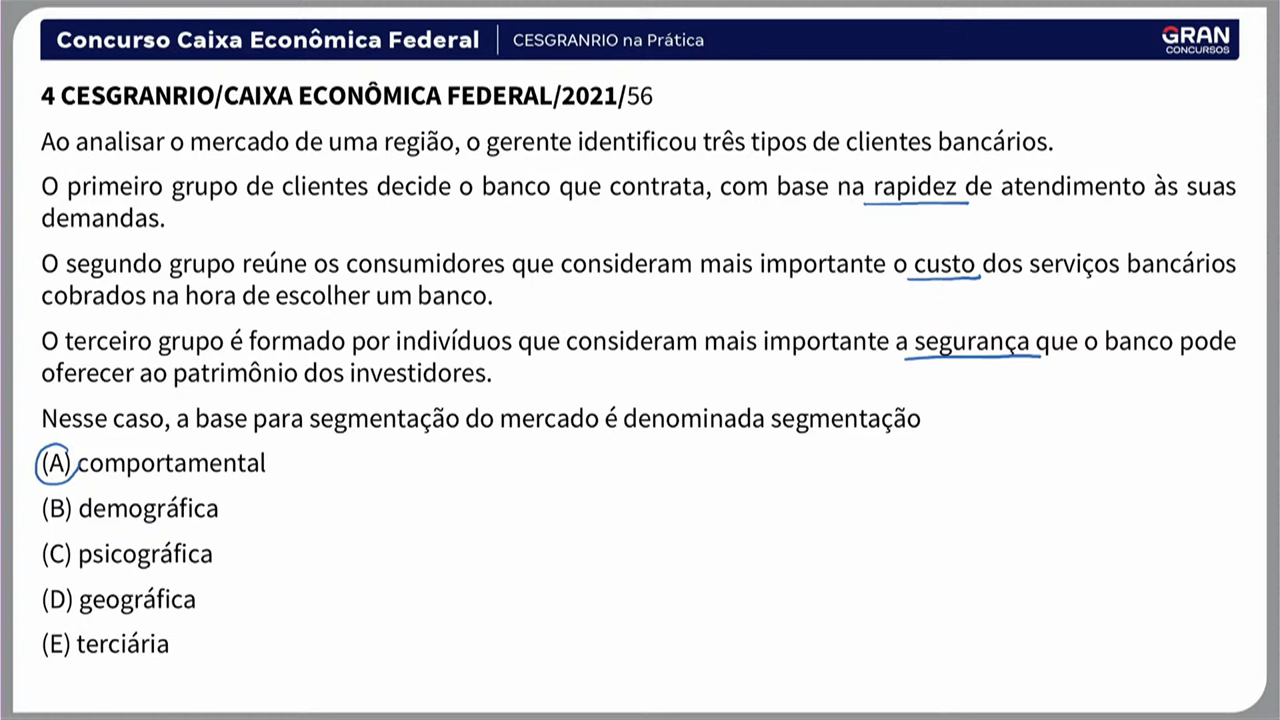 Concurso Caixa Econômica Federal | CESGRANRIO na Prática
GRAN
CONCURSOS
4 CESGRANRIO/CAIXA ECONÔMICA FEDERAL/2021/56
Ao analisar o mercado de uma região, o gerente identificou três tipos de clientes bancários.
O primeiro grupo de clientes decide o banco que contrata, com base na rapidez de atendimento às suas
demandas.
O segundo grupo reúne os consumidores que consideram mais importante o custo dos serviços bancários
cobrados na hora de escolher um banco.
O terceiro grupo é formado por indivíduos que consideram mais importante a segurança que o banco pode
oferecer ao patrimônio dos investidores.
Nesse caso, a base para segmentação do mercado é denominada segmentação
(A) comportamental
(B) demográfica
(C) psicográfica
(D) geográfica
(E) terciária